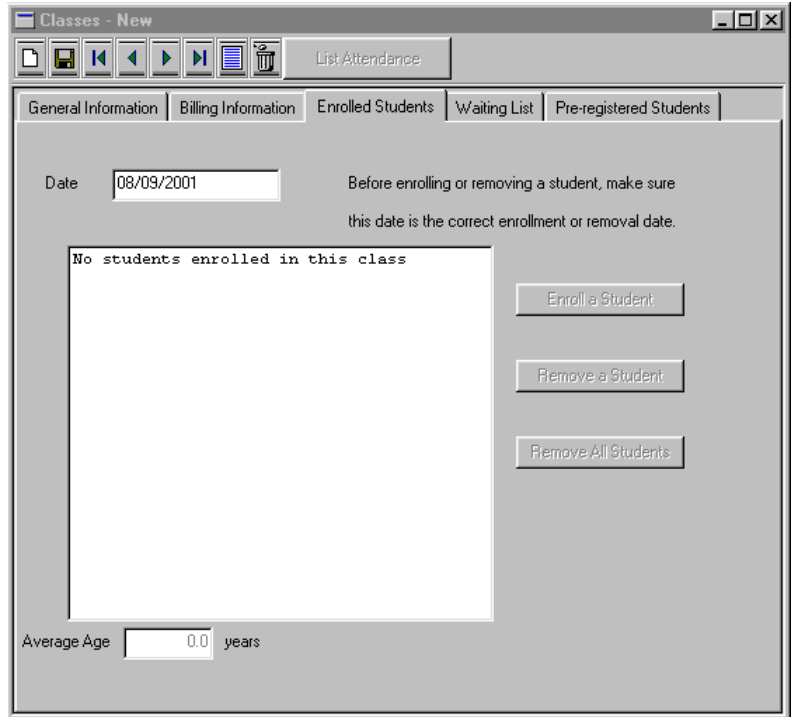 Classes - New
List Attendance
General Information Billing Information Enrolled Students Waiting List Pre-registered Students
Date 08/09/2001 Before enrolling or removing a student, make sure
this date is the correct enrollment or removal date.
No students enrolled in this class
Enroll a Student
Remove a Student
Remove All Students
Average Age 0.0 years